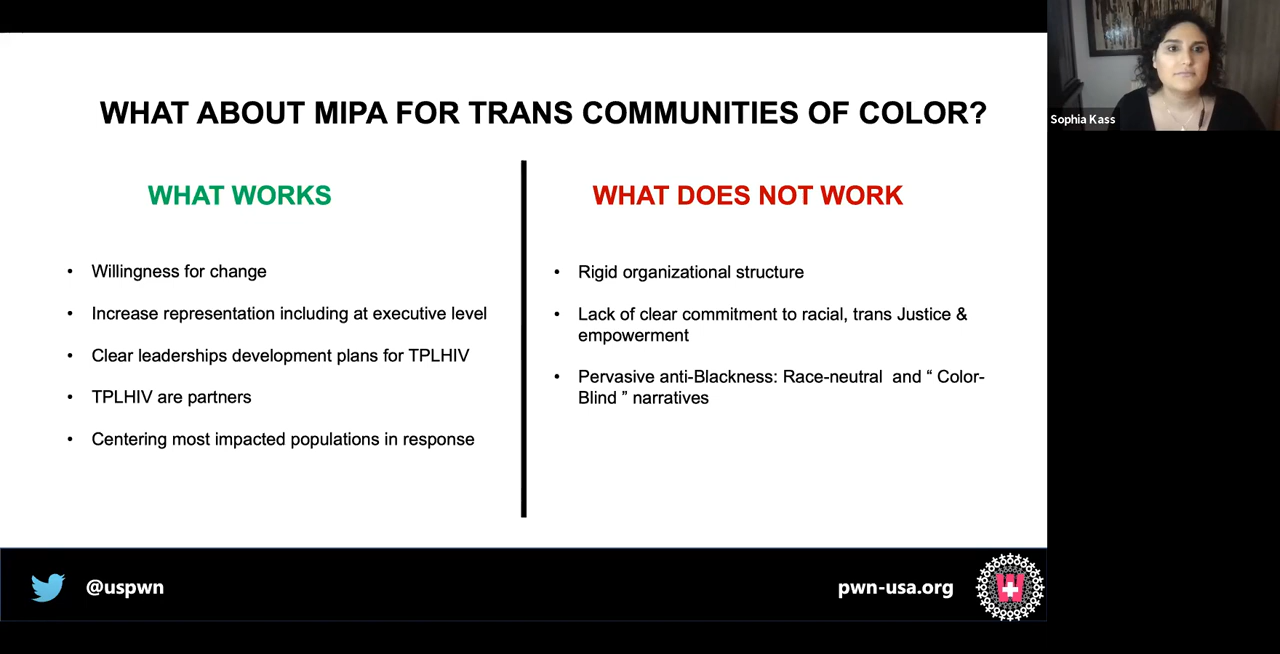 WHAT ABOUT MIPA FOR TRANS COMMUNITIES OF COLOR?
WHAT WORKS
• Willingness for change
• Increase representation including at executive level
• Clear leaderships development plans for TPLHIV
• TPLHIV are partners
• Centering most impacted populations in response
WHAT DOES NOT WORK
• Rigid organizational structure
• Lack of clear commitment to racial, trans Justice &
empowerment
• Pervasive anti-Blackness: Race-neutral  and “ Color-
Blind ” narratives
@uspwn
pwn-usa.org
W
Sophia Kass